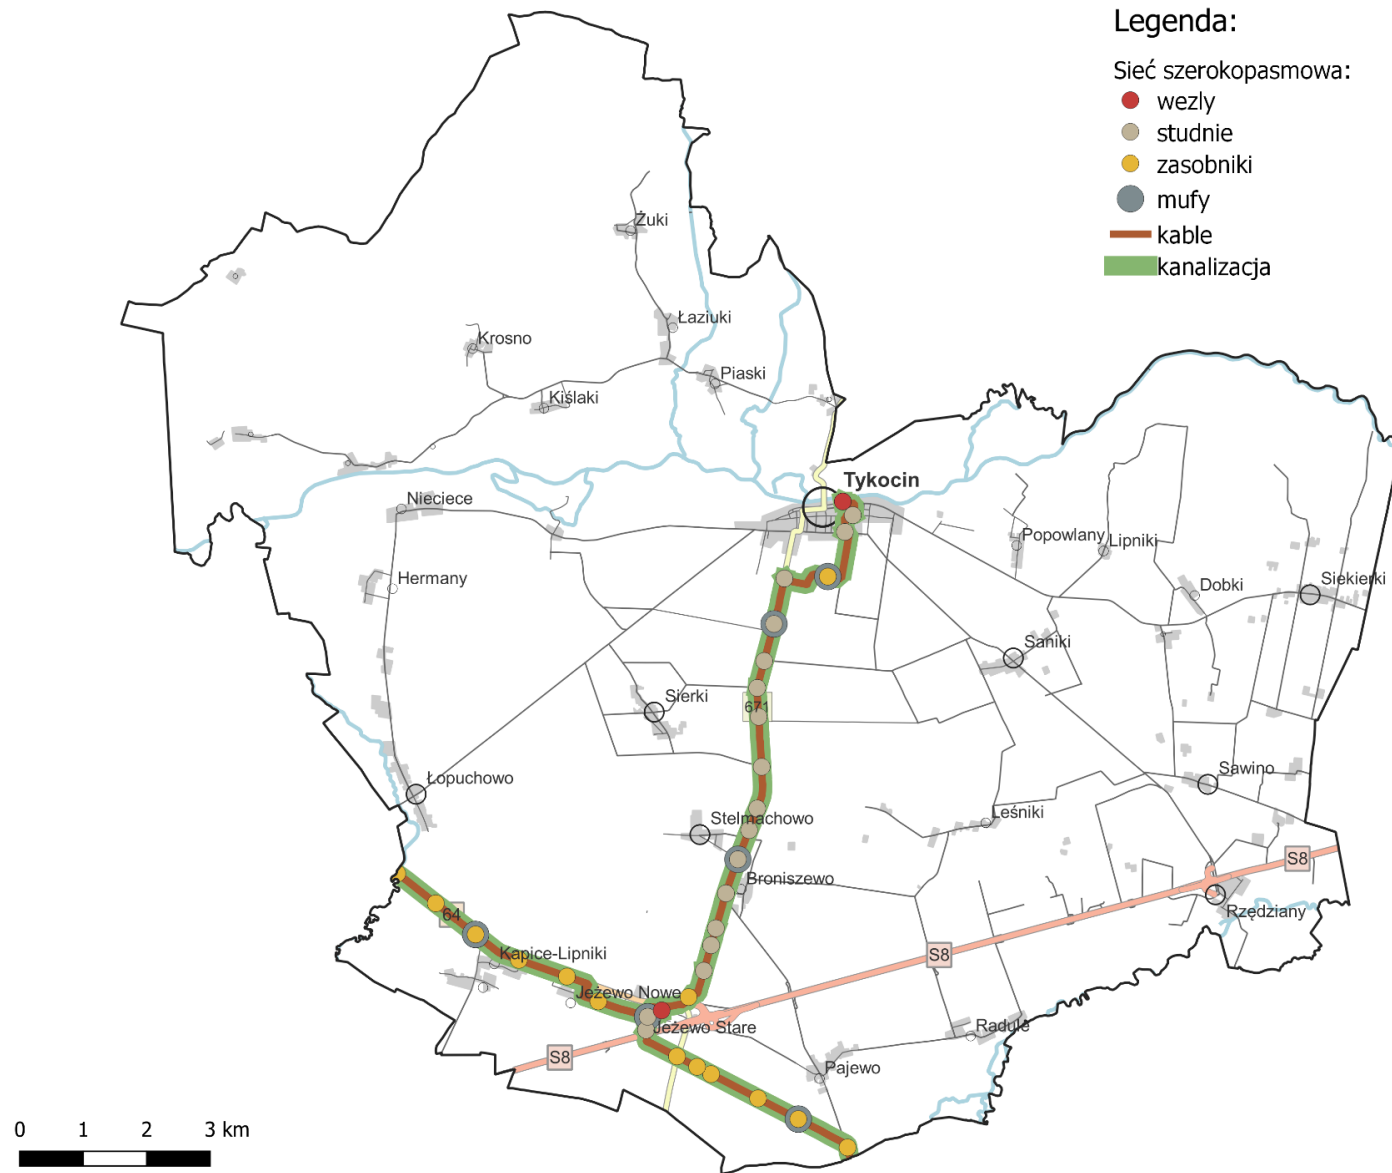 Legenda:
Sieć szerokopasmowa:
wezly
studnie
zasobniki
mufy
kable
kanalizacja
Żuki
Łaziuki
Krosno
Piaski
Kiślaki
Tykocin
Nieciece
Popowlany
Lipniki
Hermany
Dobki
Siekierki
Saniki
Sierki
671
Łopuchowo
Sawino
Stelmachowo
Leśniki
S8
Broniszewo
Rzędziany
64
Kapice-Lipniki
S8
Jeżewo Nowe
Jeżewo Stare
Radule
S8
Pajewo
0 1 2 3 km